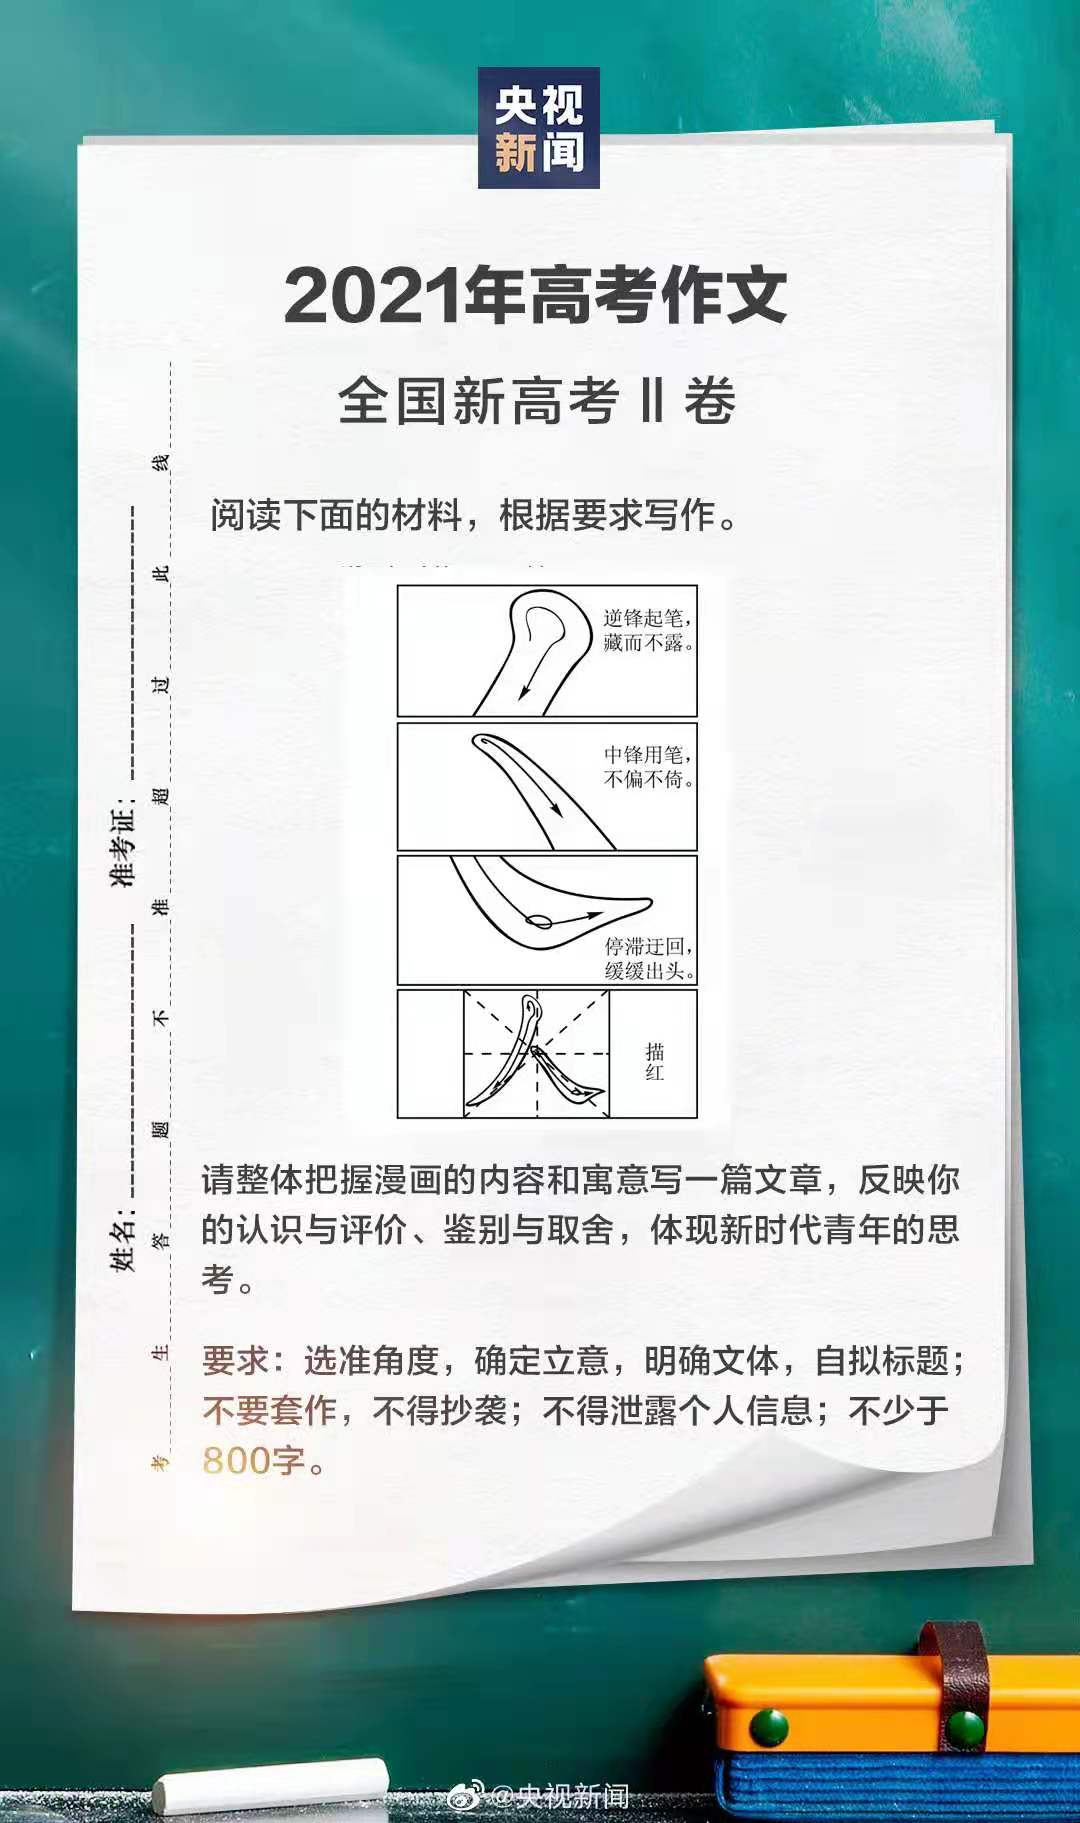 央视
新闻
2021年高考作文
全国新高考Ⅱ卷
阅读下面的材料，根据要求写作。
逆锋起笔，
藏而不露。
中锋用笔，
不偏不倚。
停滞迂回，
缓缓出头。
描
红
请整体把握漫画的内容和寓意写一篇文章，反映你
的认识与评价、鉴别与取舍，体现新时代青年的思
考。
要求：选准角度，确定立意，明确文体，自拟标题；
不要套作，不得抄袭；不得泄露个人信息；不少于
800字。
姓名： 准考证：
考生答题不准超过此线
@央视新闻